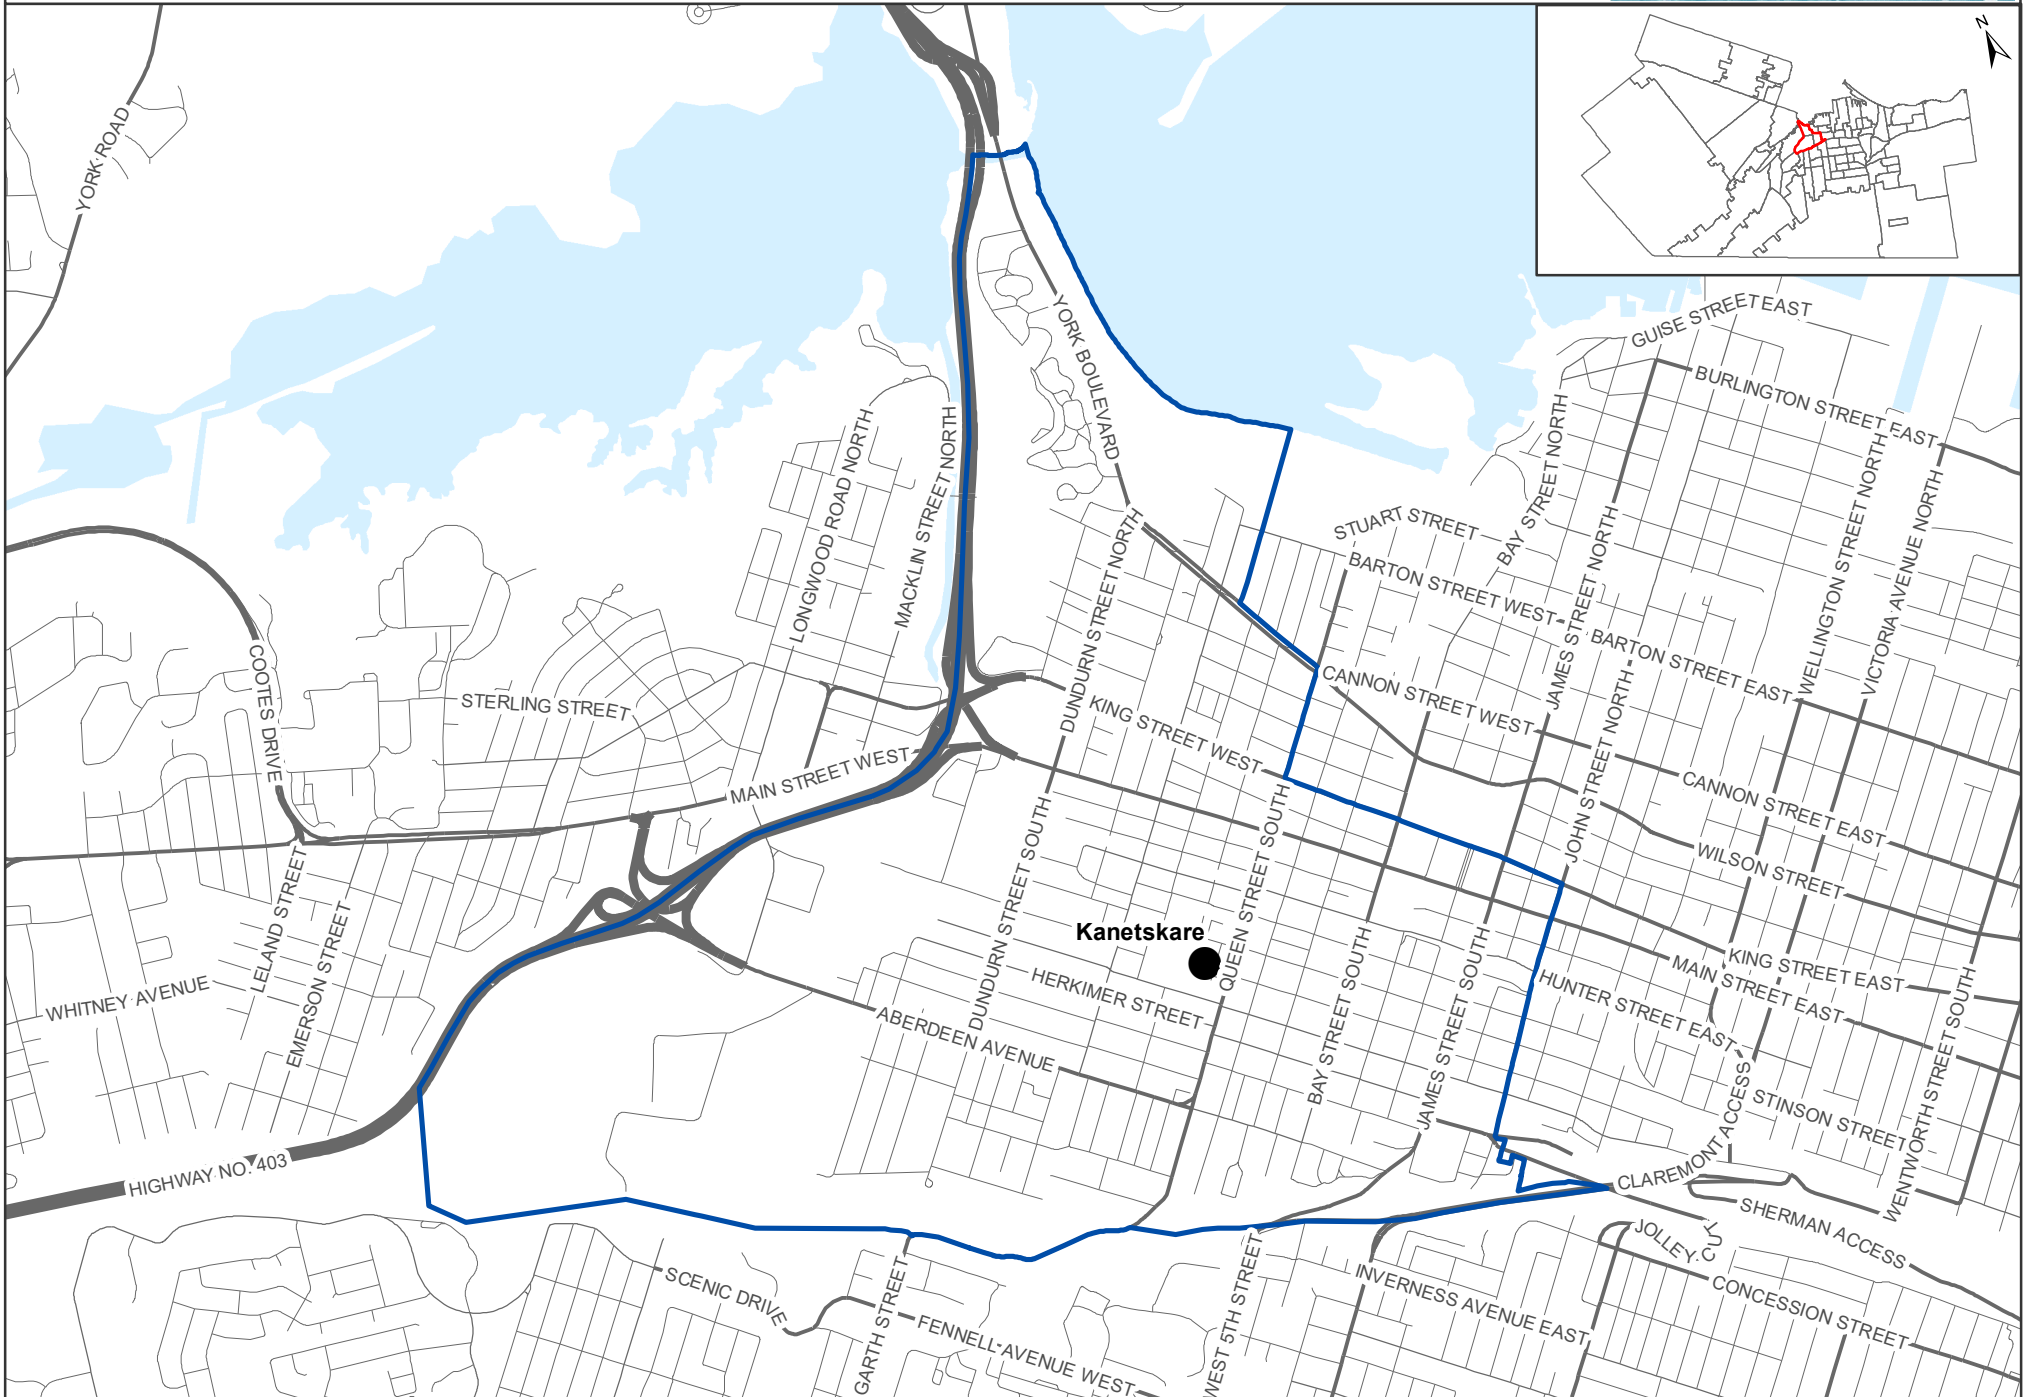 N
YORK ROAD
GUISE STREET EAST
YORK BOULEVARD
BURLINGTON STREET EAST
BAY STREET NORTH
LONGWOOD ROAD NORTH
MACKLIN STREET NORTH
WELLINGTON STREET NORTH
VICTORIA AVENUE NORTH
STUART STREET
DUNDURN STREET NORTH
JAMES STREET NORTH
BARTON STREET WEST
BARTON STREET EAST
COOTES DRIVE
STERLING STREET
CANNON STREET WEST
JOHN STREET NORTH
KING STREET WEST
MAIN STREET WEST
CANNON STREET EAST
WILSON STREET
DUNDURN STREET SOUTH
QUEEN STREET SOUTH
LELAND STREET
EMERSON STREET
Kanetskare
WHITNEY AVENUE
HERKIMER STREET
BAY STREET SOUTH
JAMES STREET SOUTH
KING STREET EAST
MAIN STREET EAST
HUNTER STREET EAST
ABERDEEN AVENUE
WENTWORTH STREET SOUTH
STINSON STREET
CLAREMONT ACCESS
HIGHWAY NO. 403
SHERMAN ACCESS
JOLLEY CUT
SCENIC DRIVE
GARTH STREET
WEST 5TH STREET
INVERNESS AVENUE EAST
CONCESSION STREET
FENNELL AVENUE WEST